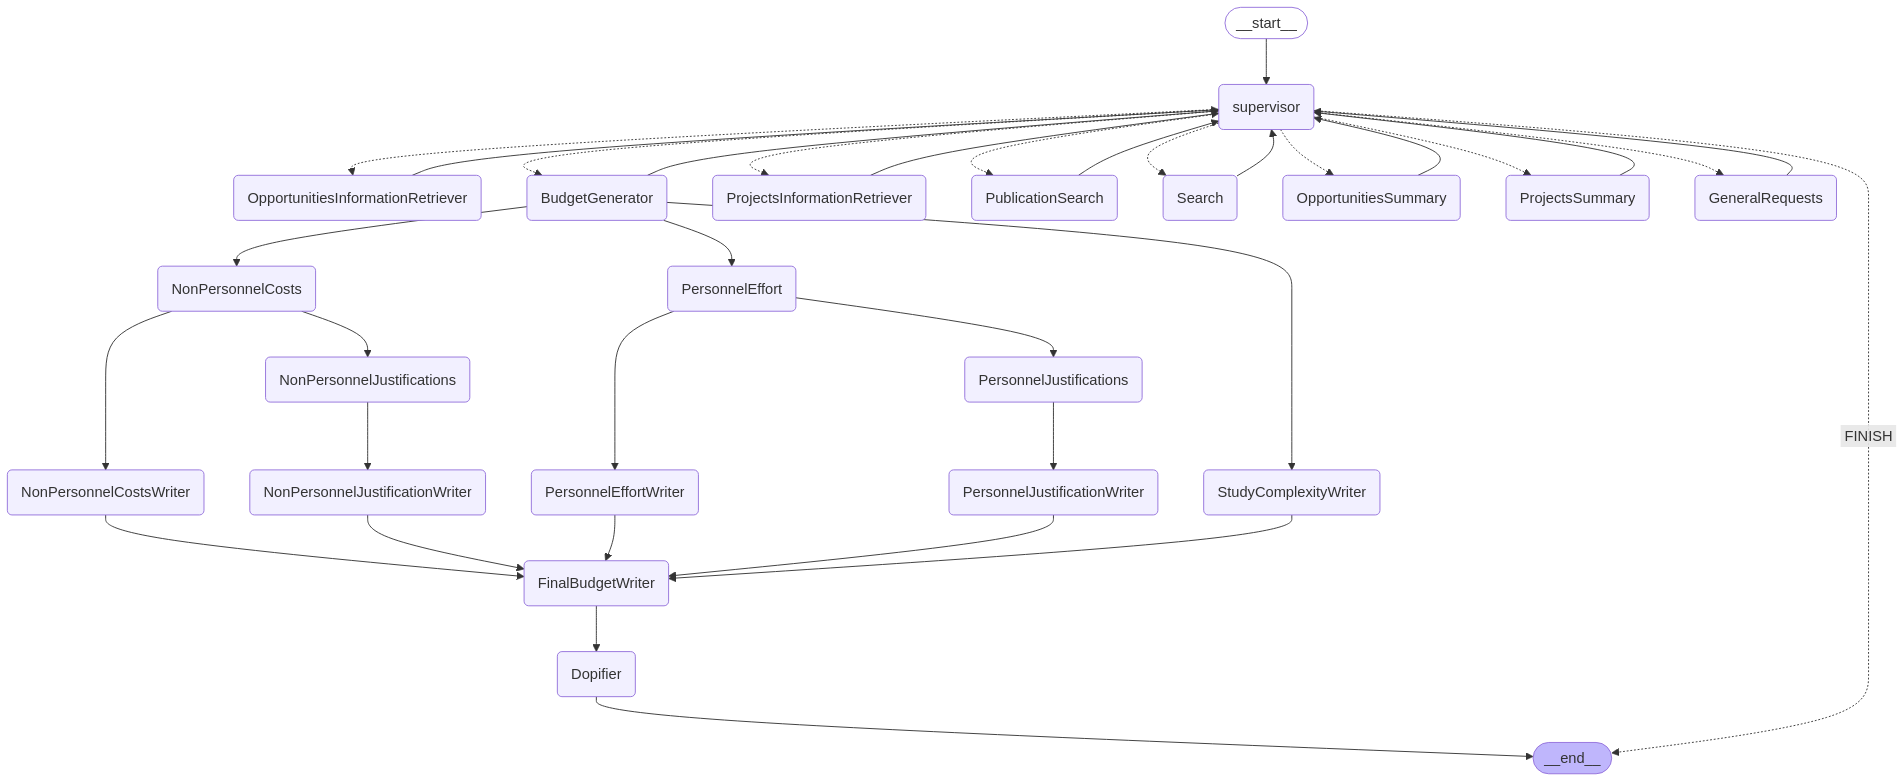 __start__
supervisor
OpportunitiesInformationRetriever
BudgetGenerator
ProjectsInformationRetriever
PublicationSearch
Search
OpportunitiesSummary
ProjectsSummary
GeneralRequests
NonPersonnelCosts
PersonnelEffort
NonPersonnelJustifications
PersonnelJustifications
FINISH
NonPersonnelCostsWriter
NonPersonnelJustificationWriter
PersonnelEffortWriter
PersonnelJustificationWriter
StudyComplexityWriter
FinalBudgetWriter
Dopifier
__end__